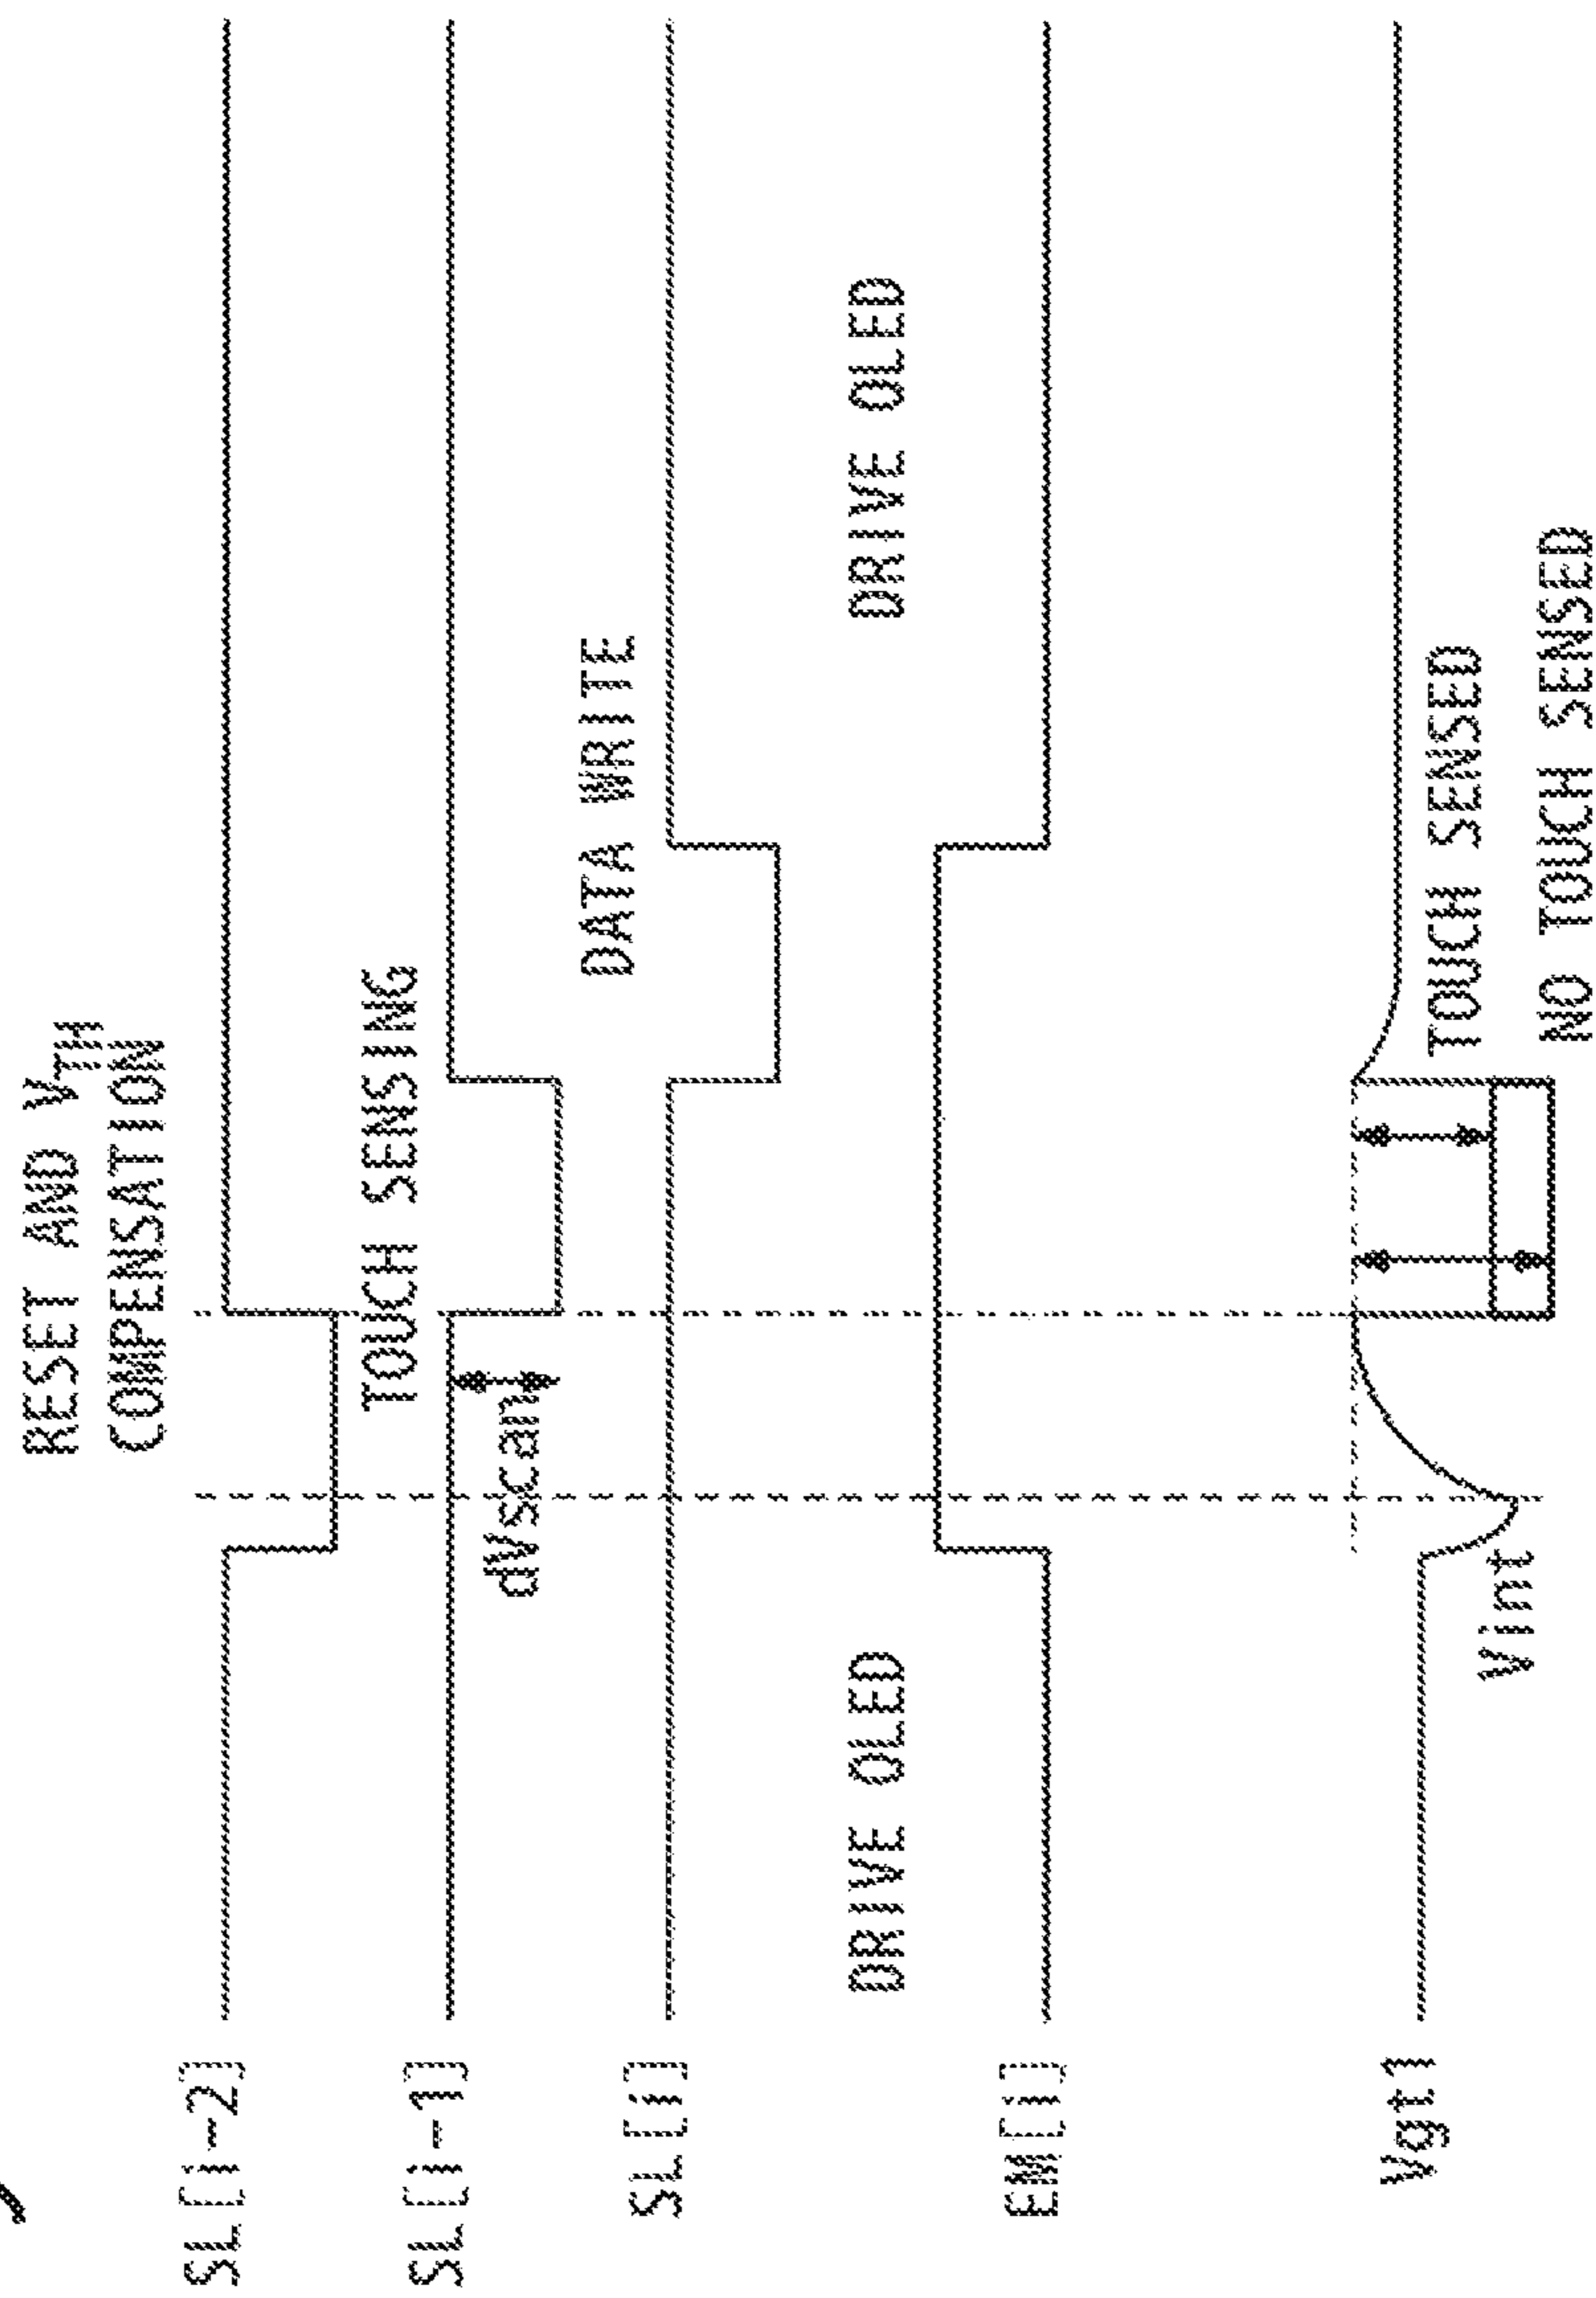 RESET AND VTH
COMPENSATION
SL[i-2]
TOUCH SENSING
SL[i-1]
dVscan
DATA WRITE
SL[i]
DRIVE OLED
DRIVE OLED
EM[i]
Vgt1
TOUCH SENSED
Vint
NO TOUCH SENSED